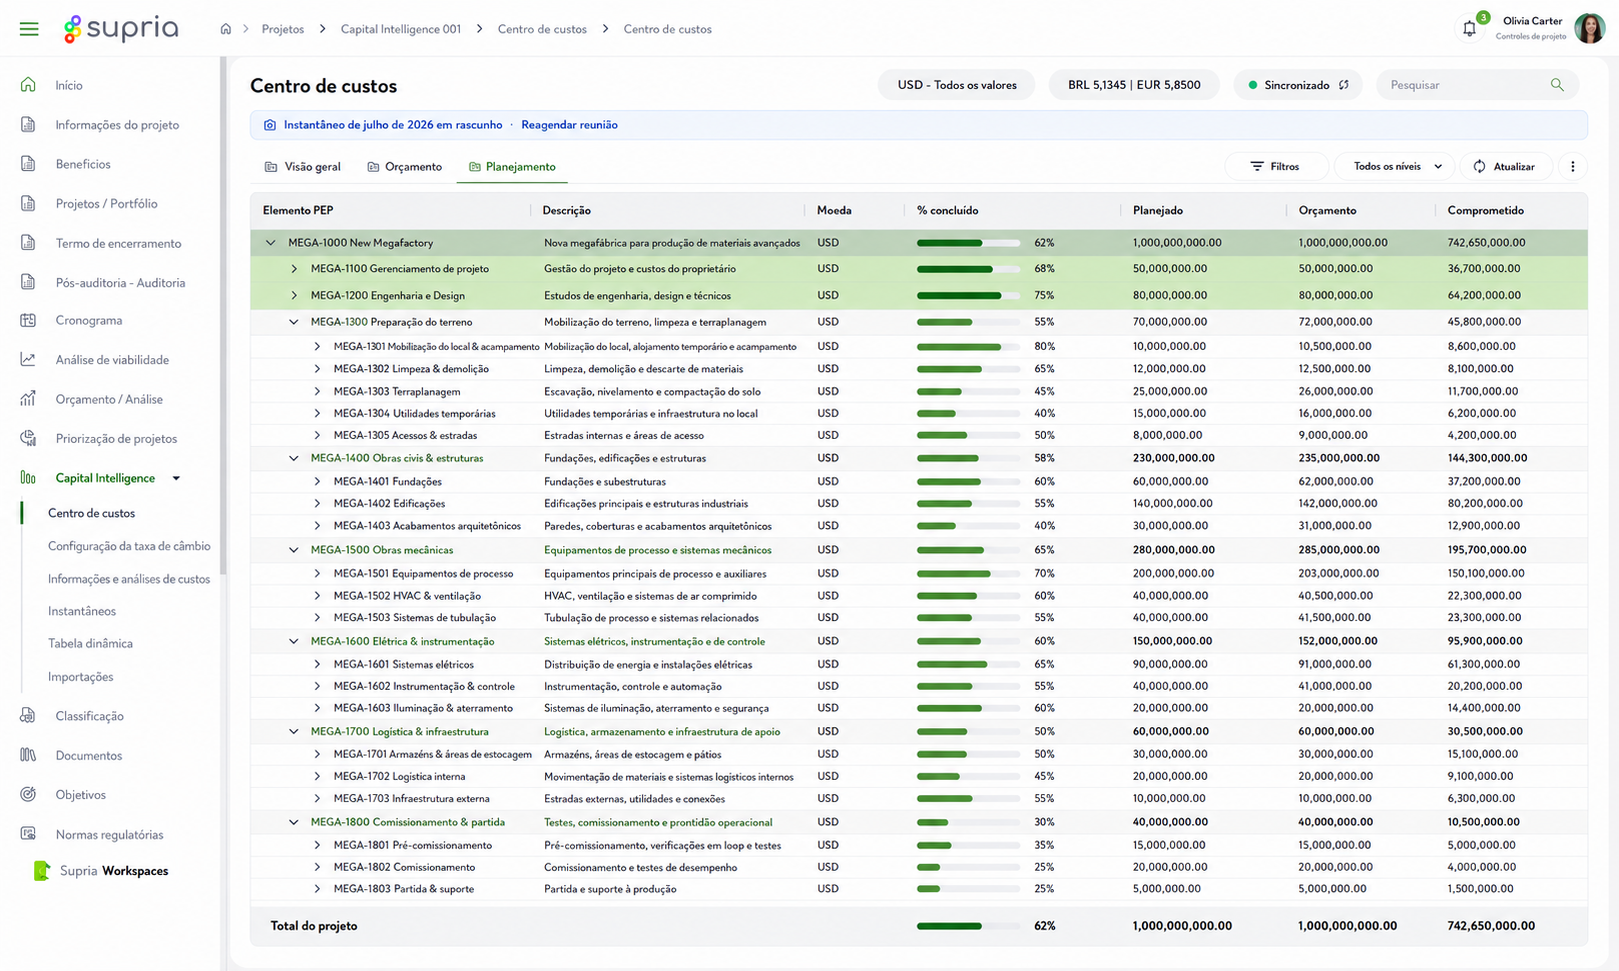 supria
Projetos > Capital Intelligence 001 > Centro de custos > Centro de custos
3
Olivia Carter
Controles de projeto
Início
Informações do projeto
Benefícios
Projetos / Portfólio
Termo de encerramento
Pós-auditoria - Auditoria
Cronograma
Análise de viabilidade
Orçamento / Análise
Priorização de projetos
Capital Intelligence
Centro de custos
Configuração da taxa de câmbio
Informações e análises de custos
Instantâneos
Tabela dinâmica
Importações
Classificação
Documentos
Objetivos
Normas regulatórias
Supria Workspaces
Centro de custos
USD - Todos os valores
BRL 5,1345 | EUR 5,8500
Sincronizado
Pesquisar
Instantâneo de julho de 2026 em rascunho · Reagendar reunião
Visão geral Orçamento Planejamento
Filtros Todos os níveis Atualizar
Elemento PEP Descrição Moeda % concluído Planejado Orçamento Comprometido
MEGA-1000 New Megafactory Nova megafábrica para produção de materiais avançados USD 62% 1,000,000,000.00 1,000,000,000.00 742,650,000.00
MEGA-1100 Gerenciamento de projeto Gestão do projeto e custos do proprietário USD 68% 50,000,000.00 50,000,000.00 36,700,000.00
MEGA-1200 Engenharia e Design Estudos de engenharia, design e técnicos USD 75% 80,000,000.00 80,000,000.00 64,200,000.00
MEGA-1300 Preparação do terreno Mobilização do terreno, limpeza e terraplanagem USD 55% 70,000,000.00 72,000,000.00 45,800,000.00
MEGA-1301 Mobilização do local & acampamento Mobilização do local, alojamento temporário e acampamento USD 80% 10,000,000.00 10,500,000.00 8,600,000.00
MEGA-1302 Limpeza & demolição Limpeza, demolição e descarte de materiais USD 65% 12,000,000.00 12,500,000.00 8,100,000.00
MEGA-1303 Terraplanagem Escavação, nivelamento e compactação do solo USD 45% 25,000,000.00 26,000,000.00 11,700,000.00
MEGA-1304 Utilidades temporárias Utilidades temporárias e infraestrutura no local USD 40% 15,000,000.00 16,000,000.00 6,200,000.00
MEGA-1305 Acessos & estradas Estradas internas e áreas de acesso USD 50% 8,000,000.00 9,000,000.00 4,200,000.00
MEGA-1400 Obras civis & estruturas Fundações, edificações e estruturas USD 58% 230,000,000.00 235,000,000.00 144,300,000.00
MEGA-1401 Fundações Fundações e subestruturas USD 60% 60,000,000.00 62,000,000.00 37,200,000.00
MEGA-1402 Edificações Edificações principais e estruturas industriais USD 55% 140,000,000.00 142,000,000.00 80,200,000.00
MEGA-1403 Acabamentos arquitetônicos Paredes, coberturas e acabamentos arquitetônicos USD 40% 30,000,000.00 31,000,000.00 12,900,000.00
MEGA-1500 Obras mecânicas Equipamentos de processo e sistemas mecânicos USD 65% 280,000,000.00 285,000,000.00 195,700,000.00
MEGA-1501 Equipamentos de processo Equipamentos principais de processo e auxiliares USD 70% 200,000,000.00 203,000,000.00 150,100,000.00
MEGA-1502 HVAC & ventilação HVAC, ventilação e sistemas de ar comprimido USD 60% 40,000,000.00 40,500,000.00 22,300,000.00
MEGA-1503 Sistemas de tubulação Tubulação de processo e sistemas relacionados USD 55% 40,000,000.00 41,500,000.00 23,300,000.00
MEGA-1600 Elétrica & instrumentação Sistemas elétricos, instrumentação e de controle USD 60% 150,000,000.00 152,000,000.00 95,900,000.00
MEGA-1601 Sistemas elétricos Distribuição de energia e instalações elétricas USD 65% 90,000,000.00 91,000,000.00 61,300,000.00
MEGA-1602 Instrumentação & controle Instrumentação, controle e automação USD 55% 40,000,000.00 41,000,000.00 20,200,000.00
MEGA-1603 Iluminação & aterramento Sistemas de iluminação, aterramento e segurança USD 60% 20,000,000.00 20,000,000.00 14,400,000.00
MEGA-1700 Logística & infraestrutura Logística, armazenamento e infraestrutura de apoio USD 50% 60,000,000.00 60,000,000.00 30,500,000.00
MEGA-1701 Armazéns & áreas de estocagem Armazéns, áreas de estocagem e pátios USD 50% 30,000,000.00 30,000,000.00 15,100,000.00
MEGA-1702 Logística interna Movimentação de materiais e sistemas logísticos internos USD 45% 20,000,000.00 20,000,000.00 9,100,000.00
MEGA-1703 Infraestrutura externa Estradas externas, utilidades e conexões USD 55% 10,000,000.00 10,000,000.00 6,300,000.00
MEGA-1800 Comissionamento & partida Testes, comissionamento e prontidão operacional USD 30% 40,000,000.00 40,000,000.00 10,500,000.00
MEGA-1801 Pré-comissionamento Pré-comissionamento, verificações em loop e testes USD 35% 15,000,000.00 15,000,000.00 5,000,000.00
MEGA-1802 Comissionamento Comissionamento e testes de desempenho USD 25% 20,000,000.00 20,000,000.00 4,000,000.00
MEGA-1803 Partida & suporte Partida e suporte à produção USD 25% 5,000,000.00 5,000,000.00 1,500,000.00
Total do projeto 62% 1,000,000,000.00 1,000,000,000.00 742,650,000.00